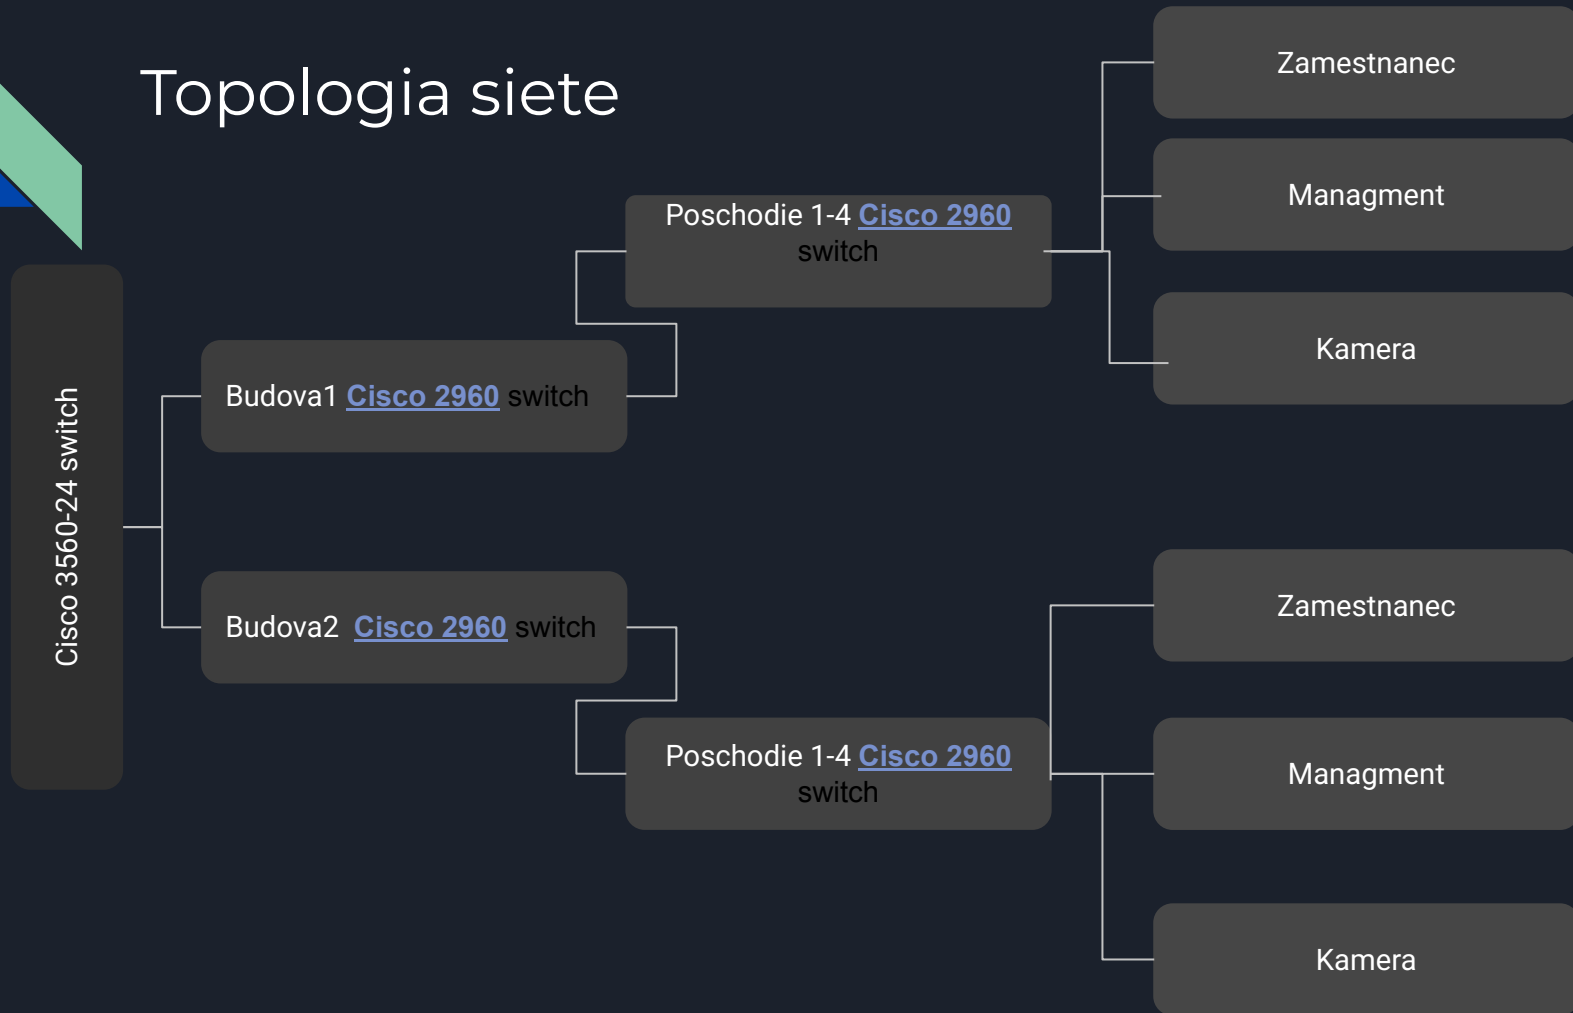 Topologia siete
Cisco 3560-24 switch
Budova1 Cisco 2960 switch
Budova2 Cisco 2960 switch
Poschodie 1-4 Cisco 2960
switch
Poschodie 1-4 Cisco 2960
switch
Zamestnanec
Managment
Kamera
Zamestnanec
Managment
Kamera